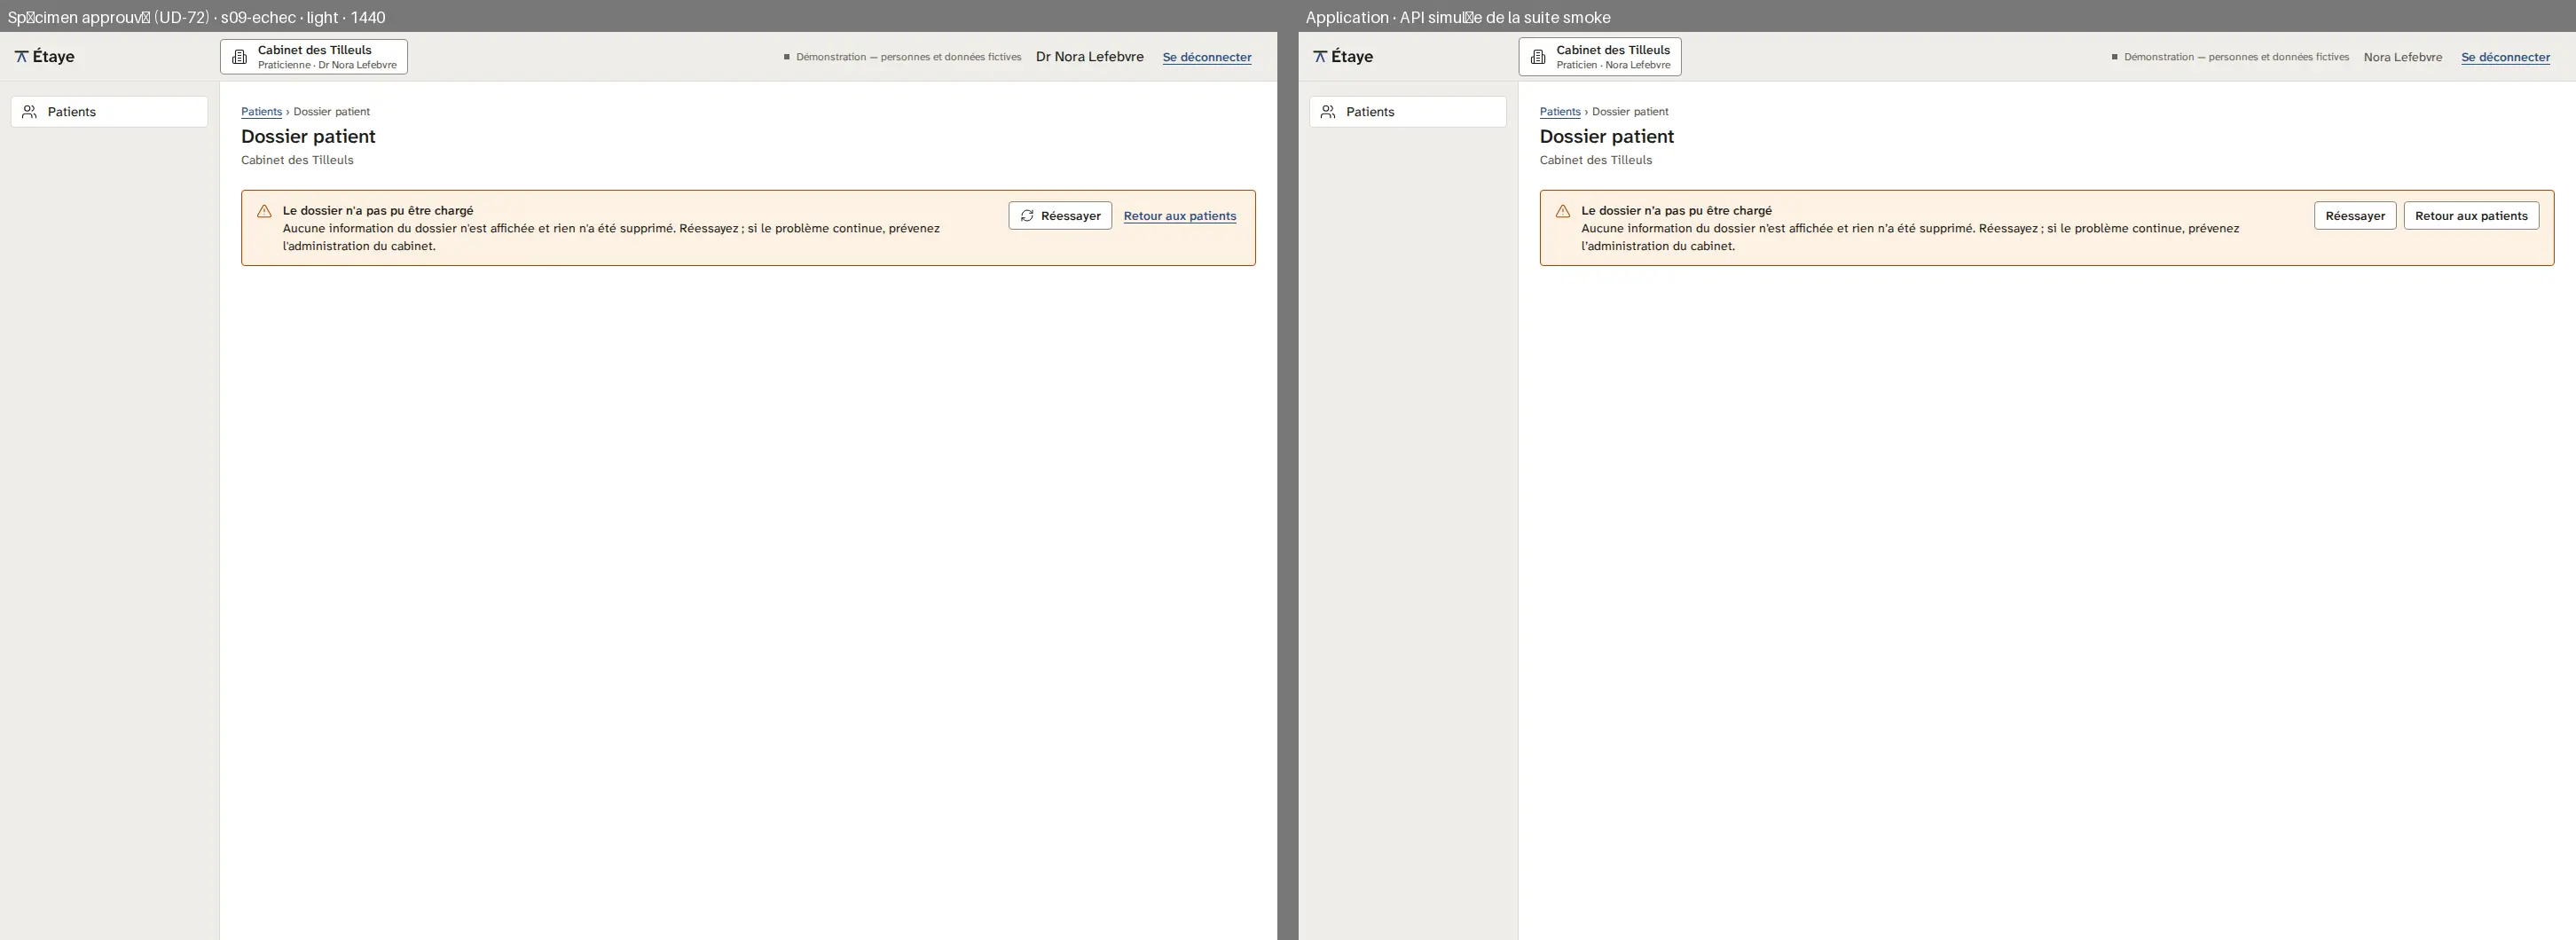 Sp￿cimen approuv￿ (UD-72) · s09-echec · light · 1440
Étaye
Cabinet des Tilleuls
Praticienne · Dr Nora Lefebvre
Démonstration — personnes et données fictives
Dr Nora Lefebvre
Se déconnecter
Patients
Patients › Dossier patient
Dossier patient
Cabinet des Tilleuls
Le dossier n'a pas pu être chargé
Aucune information du dossier n'est affichée et rien n'a été supprimé. Réessayez ; si le problème continue, prévenez
l'administration du cabinet.
Réessayer
Retour aux patients
Application · API simul￿e de la suite smoke
Étaye
Cabinet des Tilleuls
Praticien · Nora Lefebvre
Démonstration — personnes et données fictives
Nora Lefebvre
Se déconnecter
Patients
Patients › Dossier patient
Dossier patient
Cabinet des Tilleuls
Le dossier n’a pas pu être chargé
Aucune information du dossier n’est affichée et rien n’a été supprimé. Réessayez ; si le problème continue, prévenez
l’administration du cabinet.
Réessayer
Retour aux patients